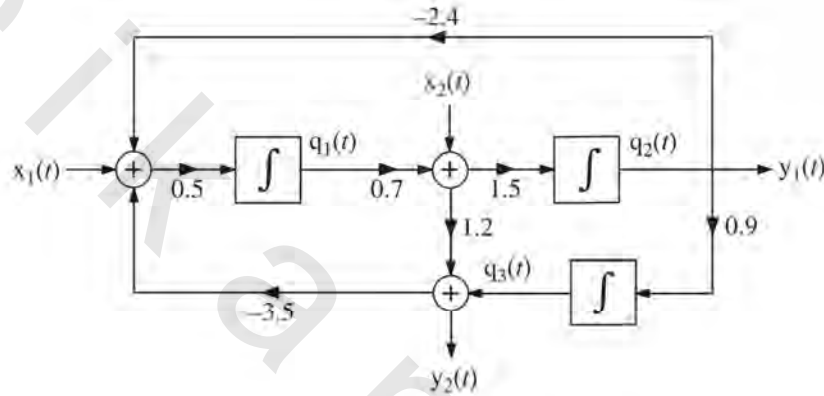 −2.4
x₂(t)
x₁(t)
+
0.5
∫
q₁(t)
0.7
+
1.5
∫
q₂(t)
y₁(t)
1.2
0.9
−3.5
+
q₃(t)
∫
y₂(t)